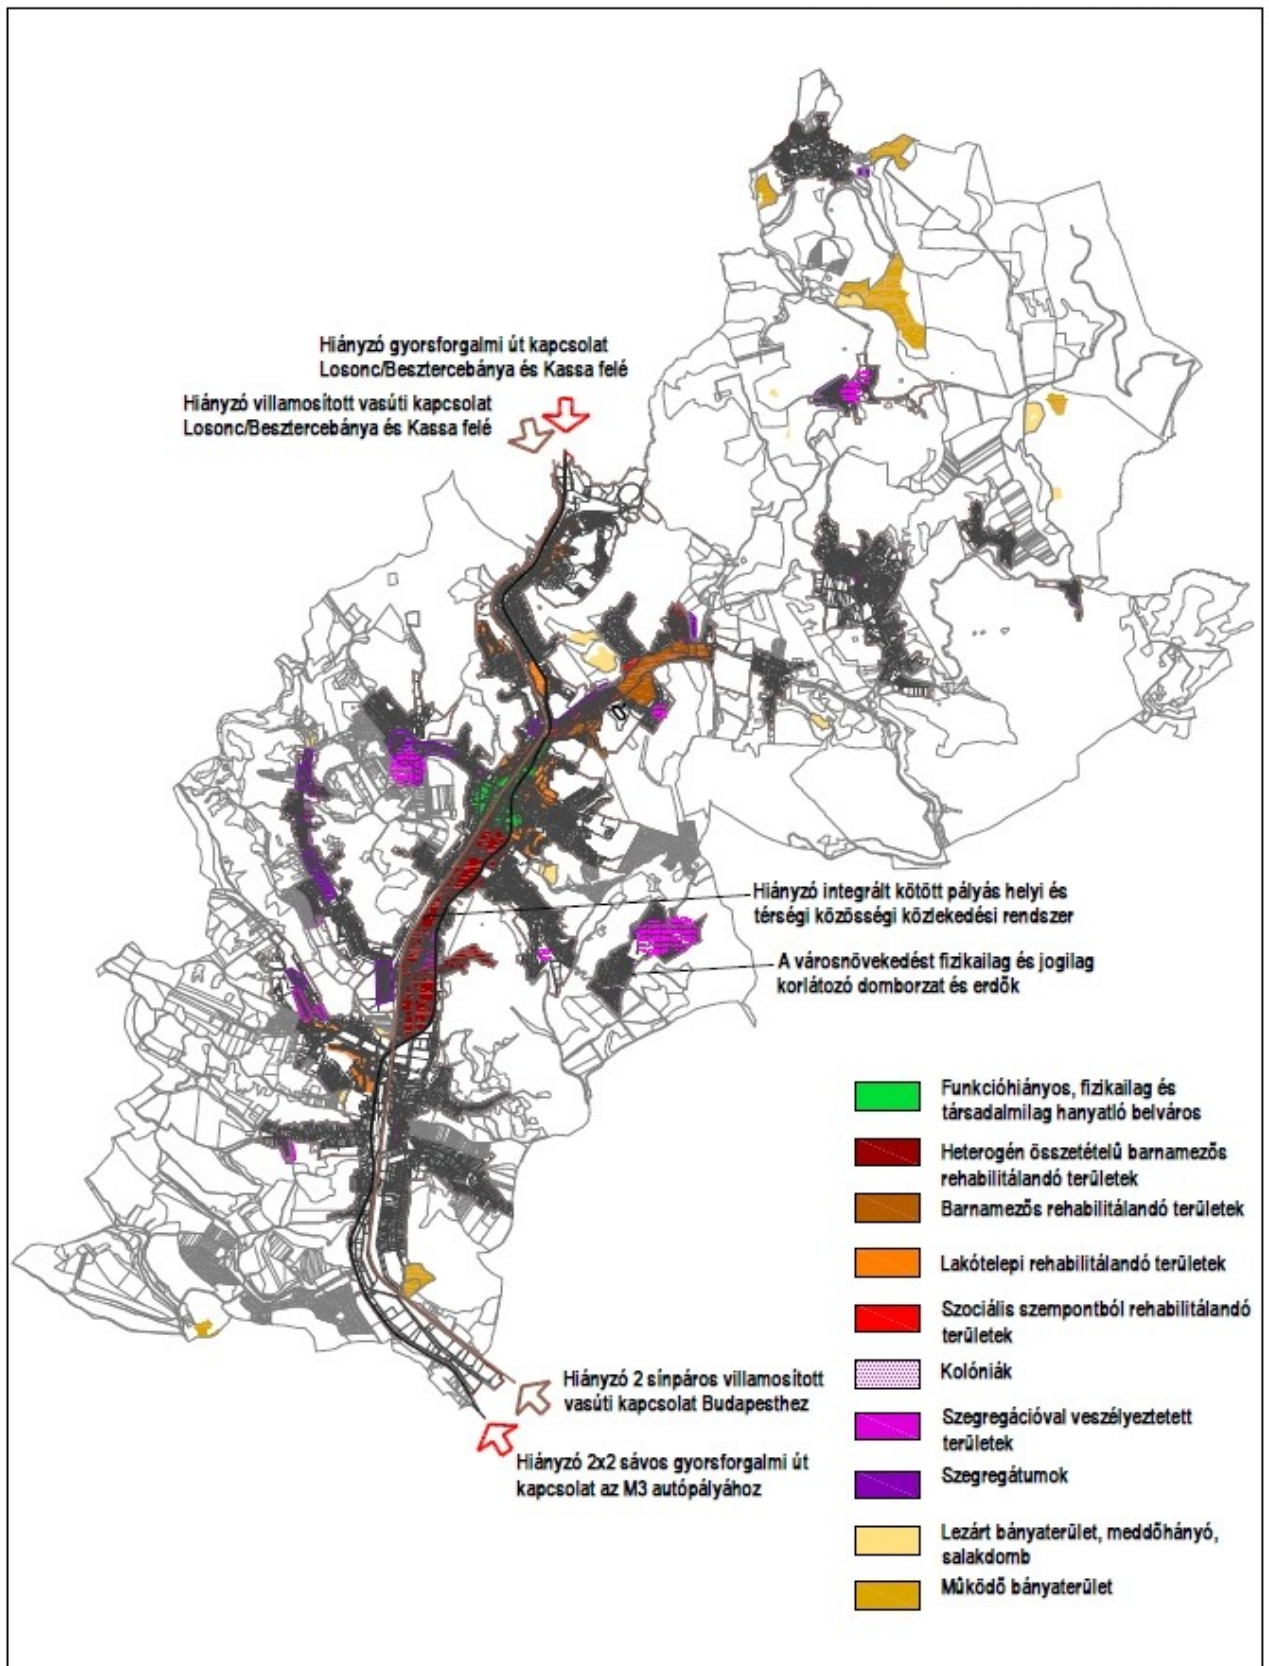 Hiányzó gyorsforgalmi út kapcsolat
Losonc/Besztercebánya és Kassa felé
Hiányzó villamosított vasúti kapcsolat
Losonc/Besztercebánya és Kassa felé
Hiányzó integrált kötött pályás helyi és
térségi közösségi közlekedési rendszer
A városnövekedést fizikailag és jogilag
korlátozó domborzat és erdők
Funkcióhiányos, fizikailag és
társadalmilag hanyatló belváros
Heterogén összetételű barnamezős
rehabilitálandó területek
Barnamezős rehabilitálandó területek
Lakótelepi rehabilitálandó területek
Szociális szempontból rehabilitálandó
területek
Kolóniák
Szegregációval veszélyeztetett
területek
Szegregátumok
Lezárt bányaterület, meddőhányó,
salakdomb
Működő bányaterület
Hiányzó 2 sínpáros villamosított
vasúti kapcsolat Budapesthez
Hiányzó 2x2 sávos gyorsforgalmi út
kapcsolat az M3 autópályához